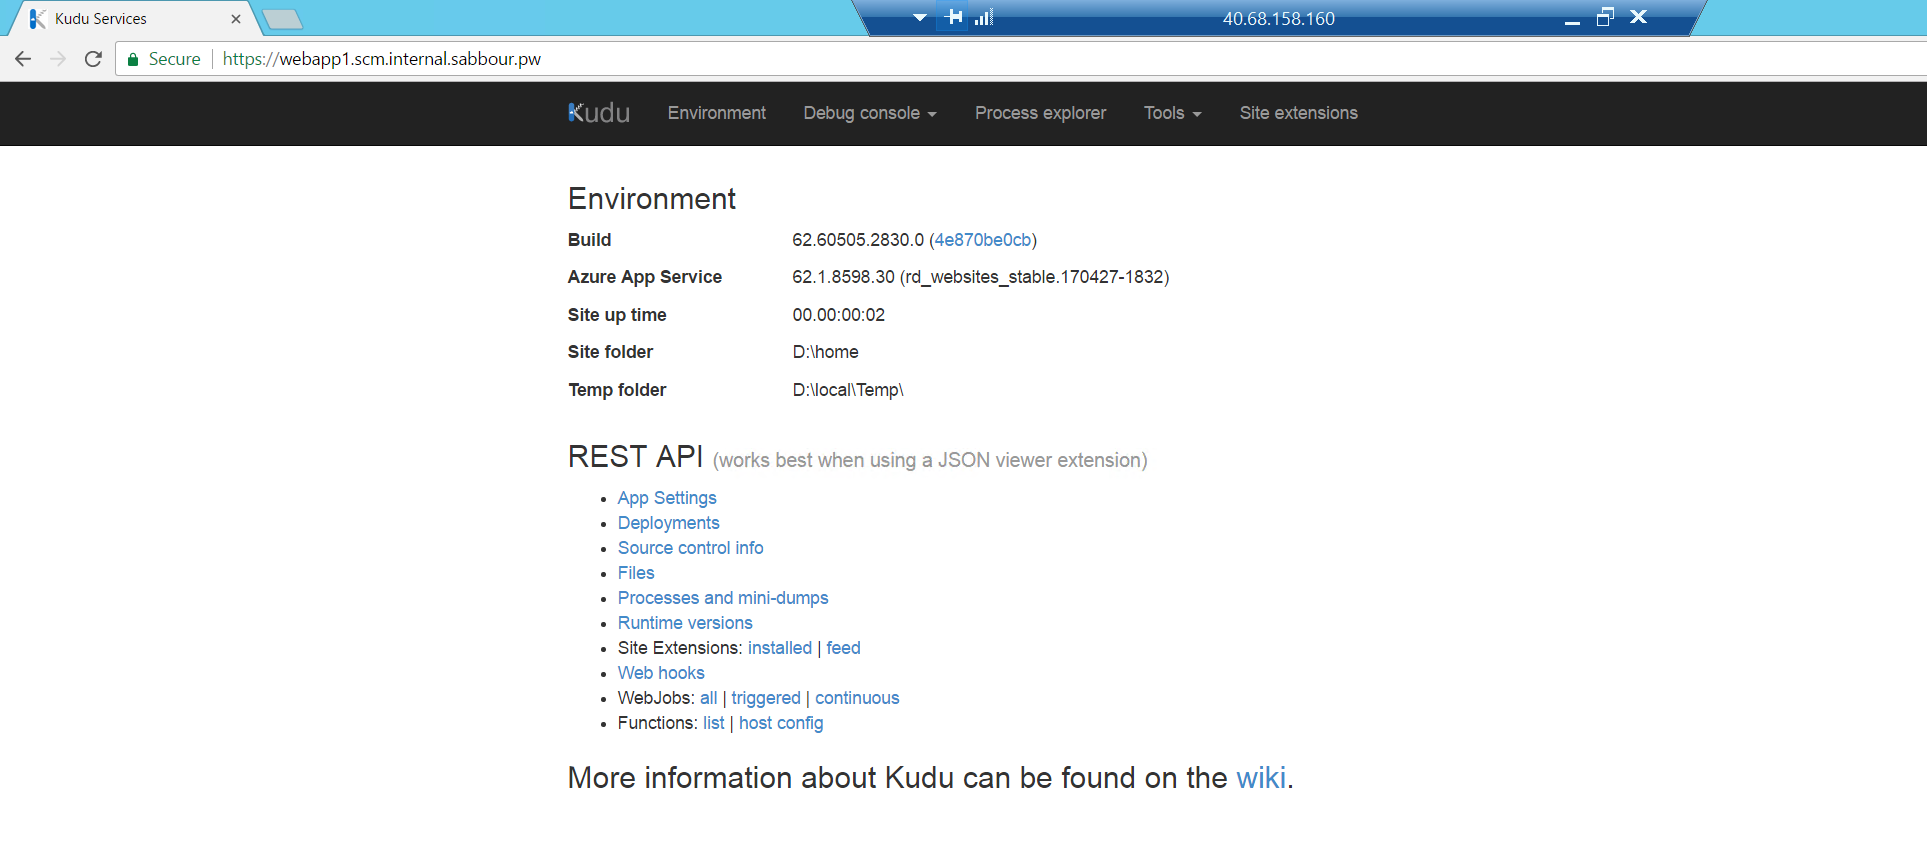 Kudu Services
40.68.158.160
Secure https://webapp1.scm.internal.sabbour.pw
Kudu Environment Debug console Process explorer Tools Site extensions
Environment
Build 62.60505.2830.0 (4e870be0cb)
Azure App Service 62.1.8598.30 (rd_websites_stable.170427-1832)
Site up time 00.00:00:02
Site folder D:\home
Temp folder D:\local\Temp\
REST API (works best when using a JSON viewer extension)
App Settings
Deployments
Source control info
Files
Processes and mini-dumps
Runtime versions
Site Extensions: installed | feed
Web hooks
WebJobs: all | triggered | continuous
Functions: list | host config
More information about Kudu can be found on the wiki.